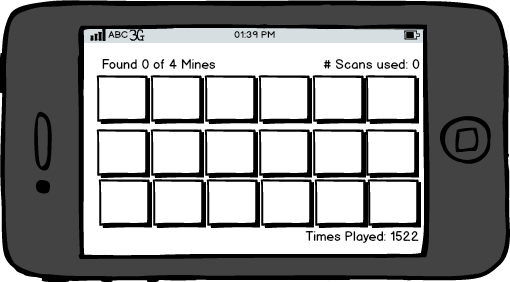 ABC 3G 01:39 PM
Found 0 of 4 Mines # Scans used: 0
Times Played: 1522